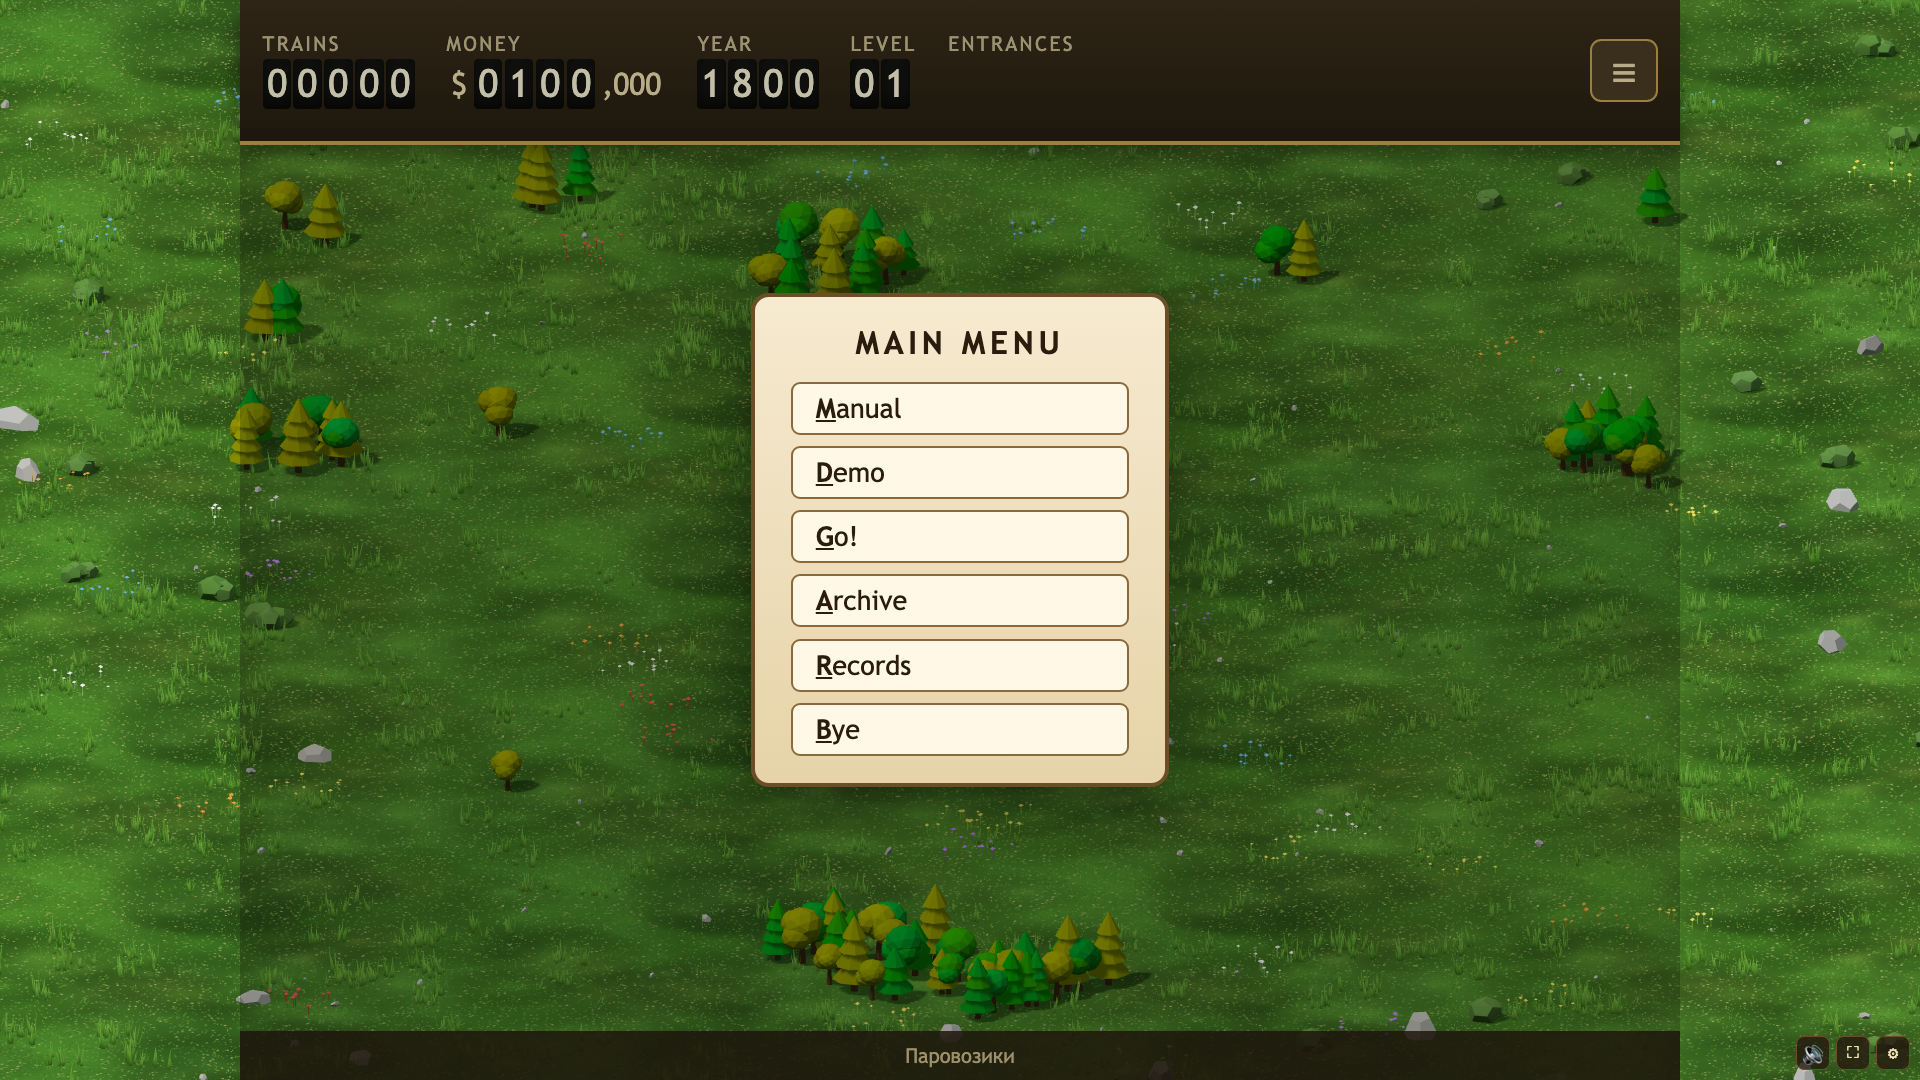 TRAINS MONEY YEAR LEVEL ENTRANCES
00000 $0100,000 1800 01
MAIN MENU
Manual
Demo
Go!
Archive
Records
Bye
Паровозики